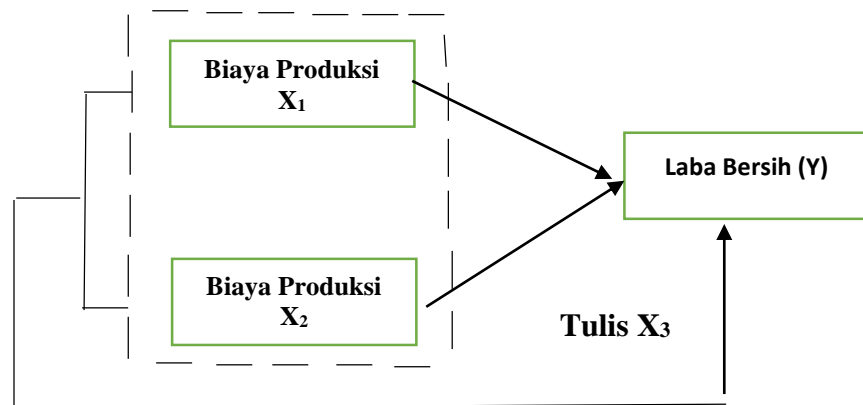 Biaya Produksi
X₁
Laba Bersih (Y)
Biaya Produksi
X₂
Tulis X₃